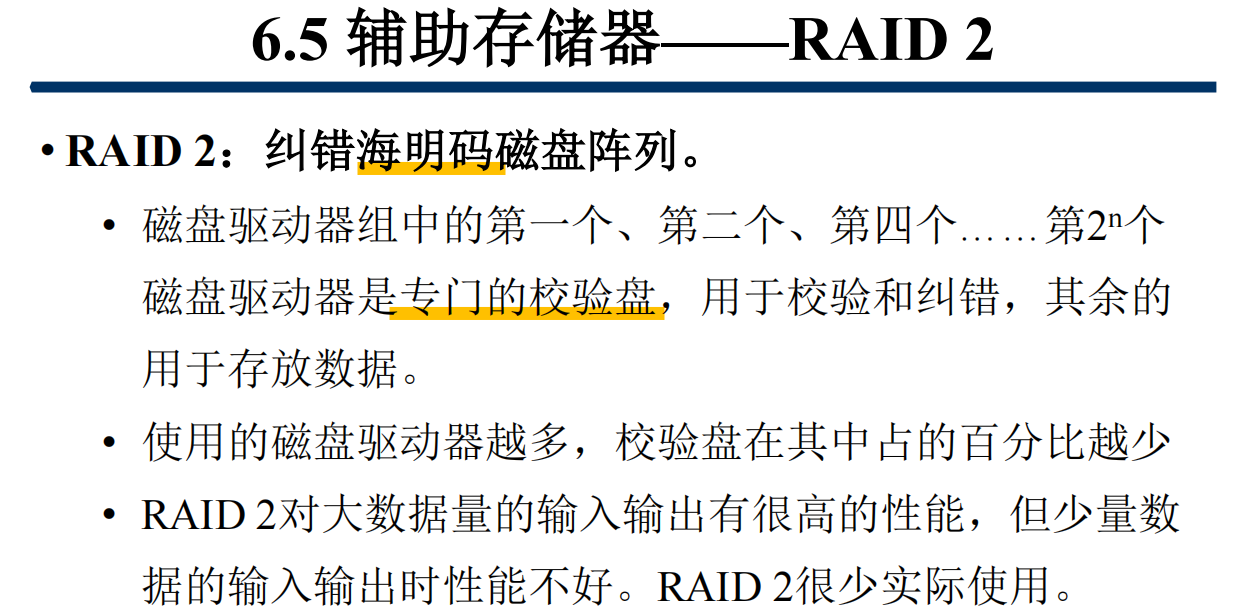 6.5 辅助存储器——RAID 2
• RAID 2：纠错海明码磁盘阵列。
• 磁盘驱动器组中的第一个、第二个、第四个……第2ⁿ个
磁盘驱动器是专门的校验盘，用于校验和纠错，其余的
用于存放数据。
• 使用的磁盘驱动器越多，校验盘在其中占的百分比越少
• RAID 2对大数据量的输入输出有很高的性能，但少量数
据的输入输出时性能不好。RAID 2很少实际使用。